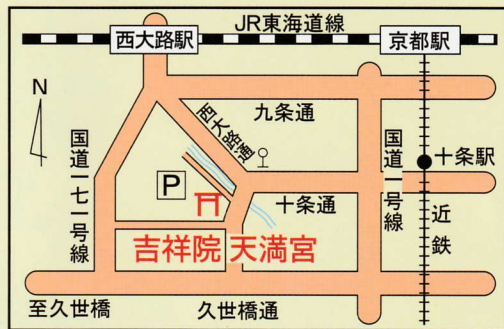 JR東海道線
西大路駅
京都駅
N
九条通
西大路通
国道一七一号線
国道一号線
十条駅
P
十条通
近鉄
吉祥院天満宮
至久世橋
久世橋通